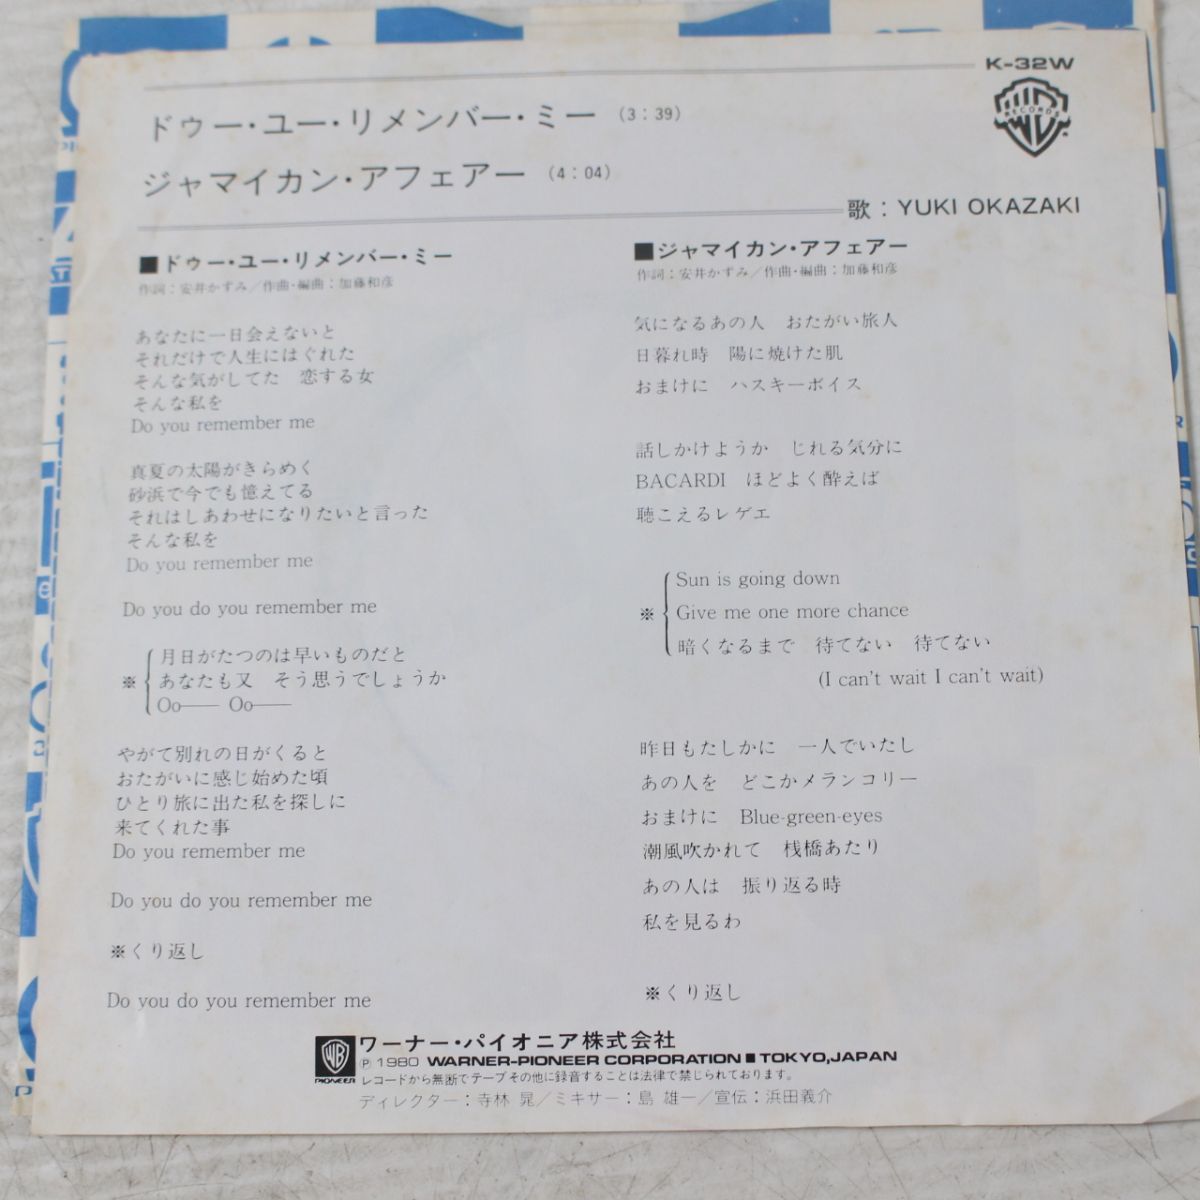 K-32W
RECORDS
ドゥー・ユー・リメンバー・ミー (3:39)
ジャマイカン・アフェアー (4:04)
歌:YUKI OKAZAKI
■ドゥー・ユー・リメンバー・ミー
作詞:安井かずみ/作曲・編曲:加藤和彦
あなたに一日会えないと
それだけで人生にはぐれた
そんな気がしてた 恋する女
そんな私を
Do you remember me
真夏の太陽がきらめく
砂浜で今でも憶えてる
それはしあわせになりたいと言った
そんな私を
Do you remember me
Do you do you remember me
※
月日がたつのは早いものだと
あなたも又 そう思うでしょうか
Oo—— Oo——
やがて別れの日がくると
おたがいに感じ始めた頃
ひとり旅に出た私を探しに
来てくれた事
Do you remember me
Do you do you remember me
※くり返し
Do you do you remember me
■ジャマイカン・アフェアー
作詞:安井かずみ/作曲・編曲:加藤和彦
気になるあの人 おたがい旅人
日暮れ時 陽に焼けた肌
おまけに ハスキーボイス
話しかけようか じれる気分に
BACARDI ほどよく酔えば
聴こえるレゲエ
※
Sun is going down
Give me one more chance
暗くなるまで 待てない 待てない
(I can't wait I can't wait)
昨日もたしかに 一人でいたし
あの人を どこかメランコリー
おまけに Blue-green-eyes
潮風吹かれて 桟橋あたり
あの人は 振り返る時
私を見るわ
※くり返し
WB
PIONEER
ワーナー・パイオニア株式会社
Ⓟ 1980 WARNER-PIONEER CORPORATION ■ TOKYO, JAPAN
レコードから無断でテープその他に録音することは法律で禁じられております。
ディレクター:寺林 晃/ミキサー:島 雄一/宣伝:浜田義介